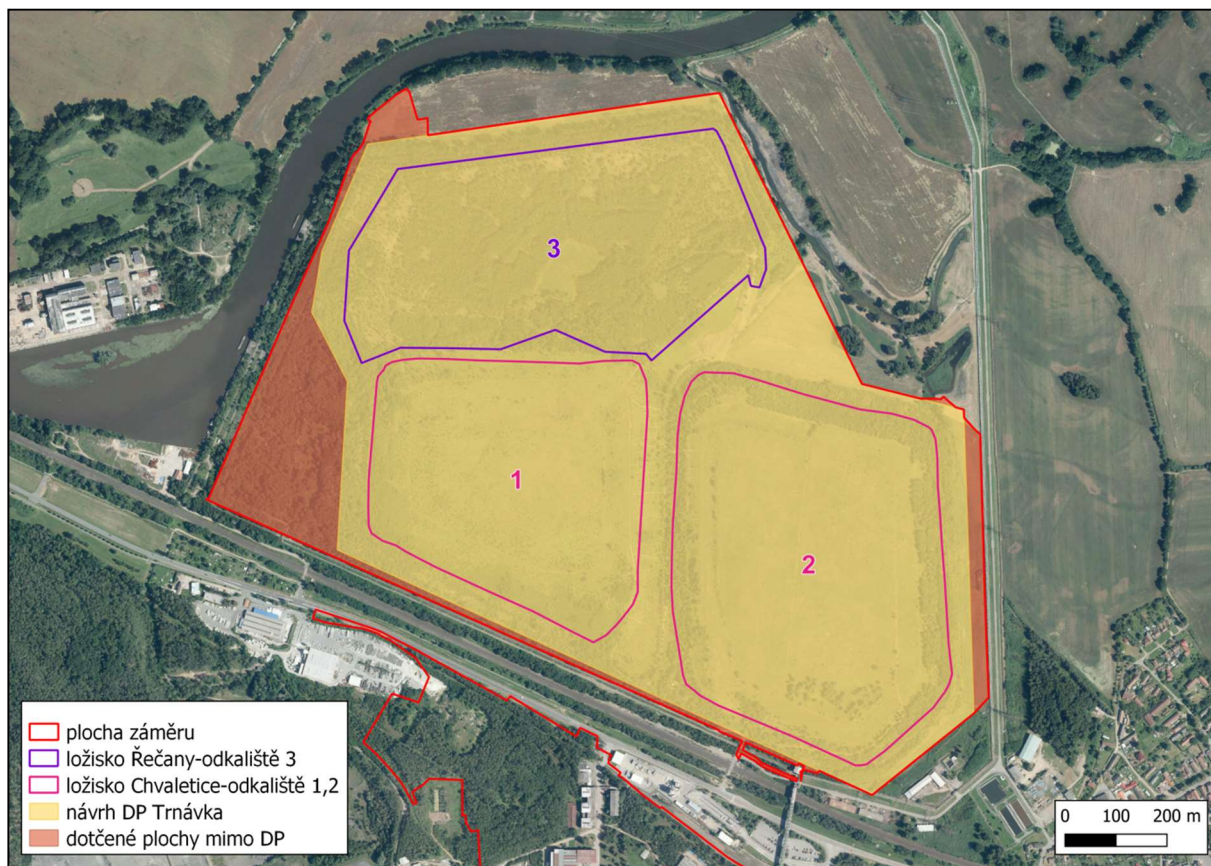 3
1
2
plocha záměru
ložisko Řečany-odkaliště 3
ložisko Chvaletice-odkaliště 1,2
návrh DP Trnávka
dotčené plochy mimo DP
0 100 200 m